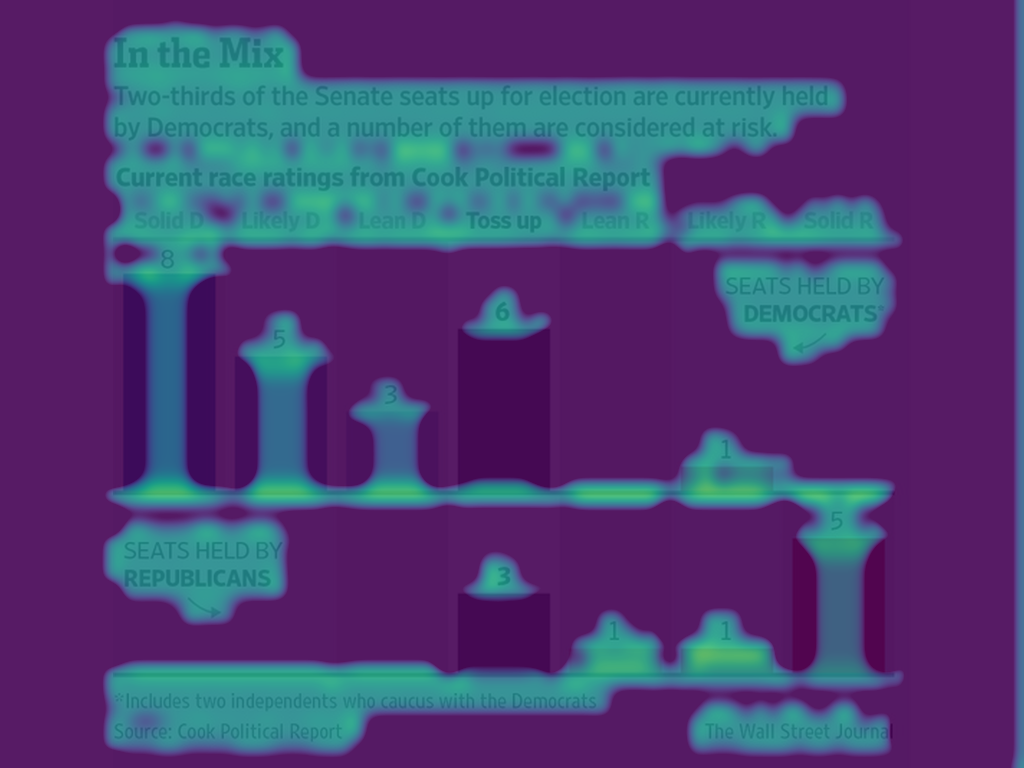 In the Mix
Two-thirds of the Senate seats up for election are currently held
by Democrats, and a number of them are considered at risk.
Current race ratings from Cook Political Report
Solid D Likely D Lean D Toss up Lean R Likely R Solid R
8
SEATS HELD BY
DEMOCRATS*
6
5
3
1
5
SEATS HELD BY
REPUBLICANS
3
1
1
*Includes two independents who caucus with the Democrats
Source: Cook Political Report
The Wall Street Journal